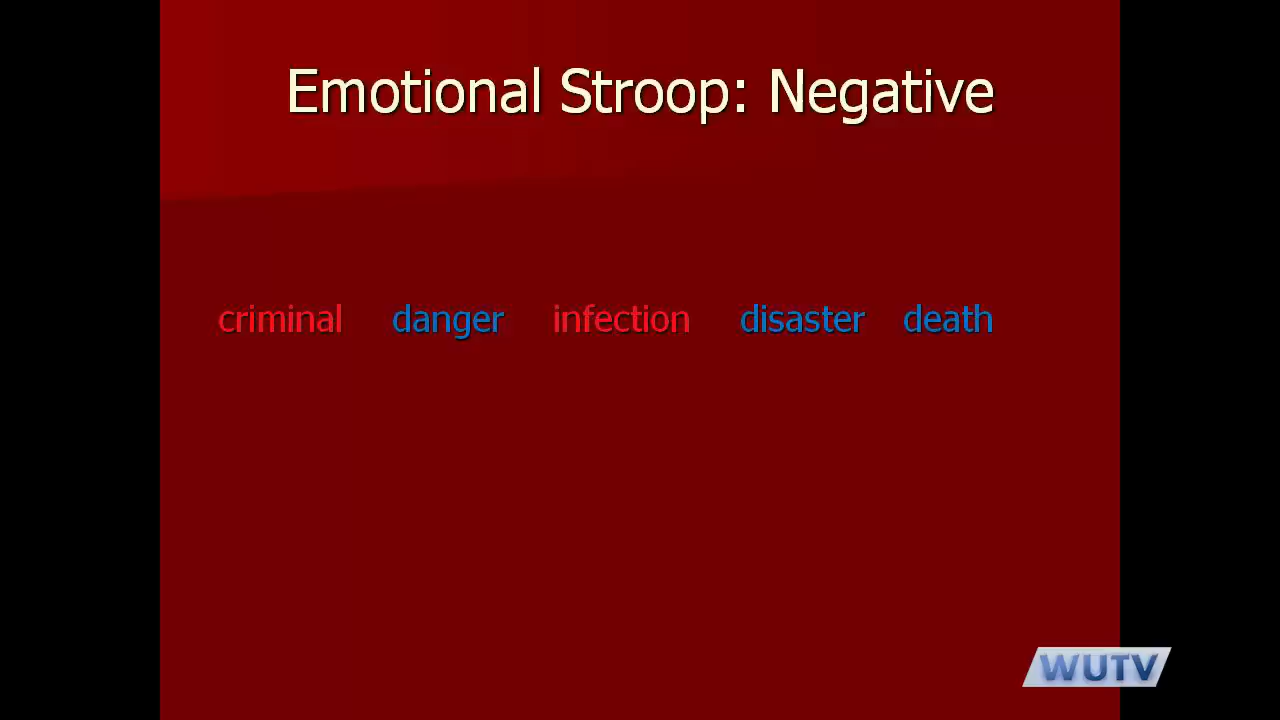 Emotional Stroop: Negative
criminal danger infection disaster death
WUTV